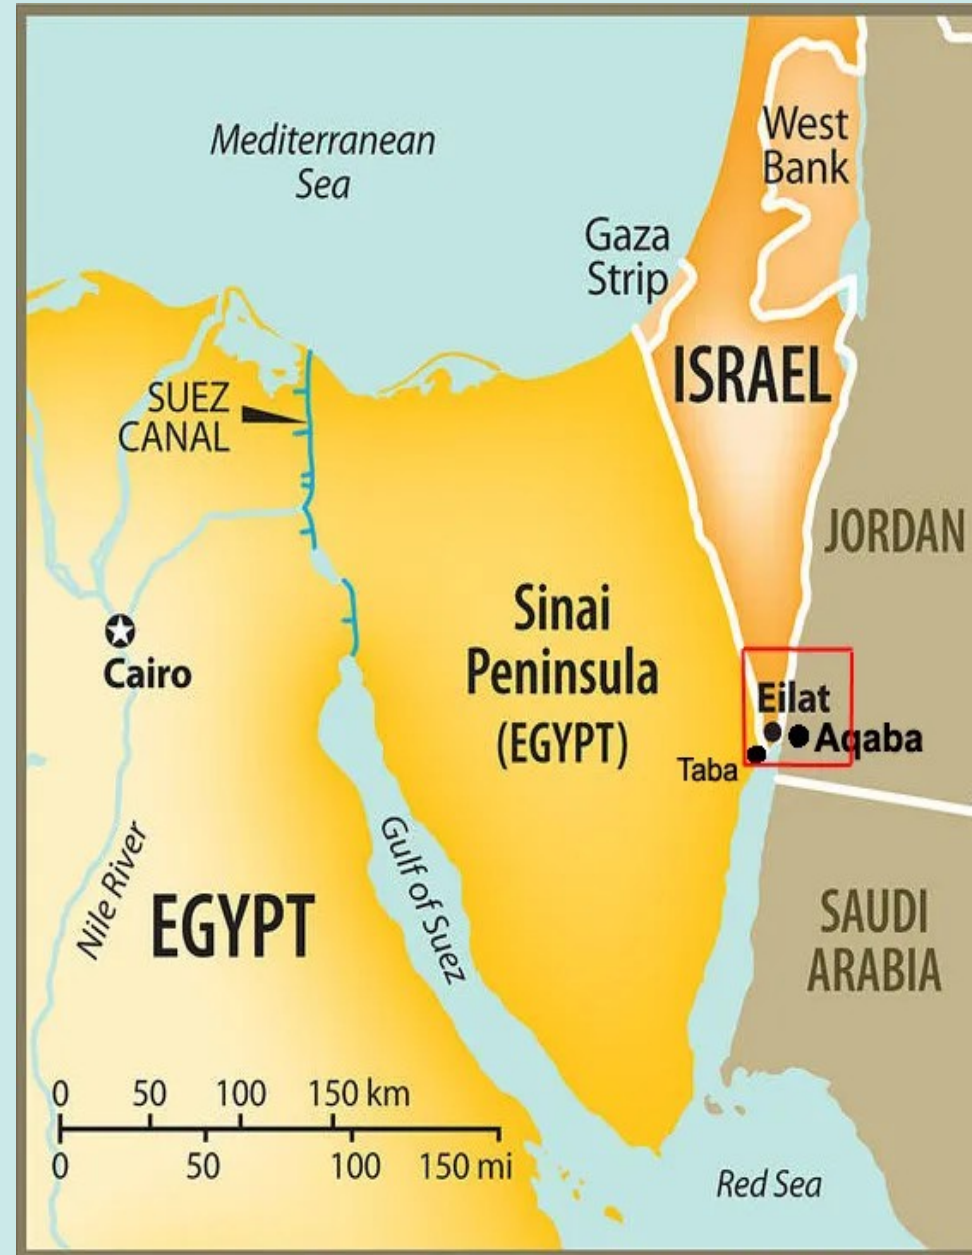 Mediterranean
Sea
West
Bank
Gaza
Strip
ISRAEL
SUEZ
CANAL
JORDAN
Sinai
Peninsula
(EGYPT)
Cairo
Eilat
Aqaba
Taba
Gulf of Suez
Nile River
EGYPT
SAUDI
ARABIA
0 50 100 150 km
0 50 100 150 mi
Red Sea